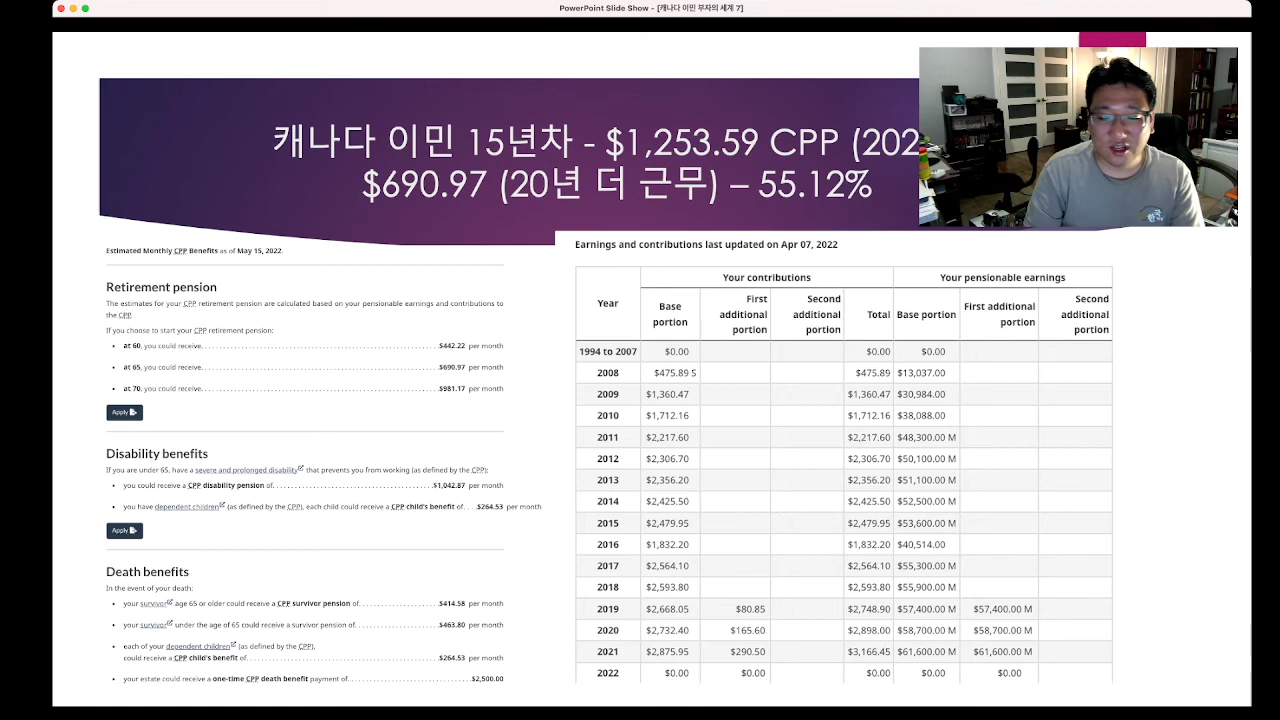 PowerPoint Slide Show - [캐나다 이민 부자의 세계 7]
캐나다 이민 15년차 - $1,253.59 CPP (202
$690.97 (20년 더 근무) – 55.12%
Estimated Monthly CPP Benefits as of May 15, 2022.
Retirement pension
The estimates for your CPP retirement pension are calculated based on your pensionable earnings and contributions to
the CPP.
If you choose to start your CPP retirement pension:
at 60, you could receive. $442.22 per month
at 65, you could receive. $690.97 per month
at 70, you could receive. $981.17 per month
Apply
Disability benefits
If you are under 65, have a severe and prolonged disability that prevents you from working (as defined by the CPP):
you could receive a CPP disability pension of. $1,042.87 per month
you have dependent children (as defined by the CPP), each child could receive a CPP child's benefit of. $264.53 per month
Apply
Death benefits
In the event of your death:
your survivor age 65 or older could receive a CPP survivor pension of. $414.58 per month
your survivor under the age of 65 could receive a survivor pension of. $463.80 per month
each of your dependent children (as defined by the CPP),
could receive a CPP child's benefit of. $264.53 per month
your estate could receive a one-time CPP death benefit payment of. $2,500.00
Earnings and contributions last updated on Apr 07, 2022
Your contributions Your pensionable earnings
Year Base portion First additional portion Second additional portion Total Base portion First additional portion Second additional portion
1994 to 2007 $0.00 $0.00 $0.00
2008 $475.89 S $475.89 $13,037.00
2009 $1,360.47 $1,360.47 $30,984.00
2010 $1,712.16 $1,712.16 $38,088.00
2011 $2,217.60 $2,217.60 $48,300.00 M
2012 $2,306.70 $2,306.70 $50,100.00 M
2013 $2,356.20 $2,356.20 $51,100.00 M
2014 $2,425.50 $2,425.50 $52,500.00 M
2015 $2,479.95 $2,479.95 $53,600.00 M
2016 $1,832.20 $1,832.20 $40,514.00
2017 $2,564.10 $2,564.10 $55,300.00 M
2018 $2,593.80 $2,593.80 $55,900.00 M
2019 $2,668.05 $80.85 $2,748.90 $57,400.00 M $57,400.00 M
2020 $2,732.40 $165.60 $2,898.00 $58,700.00 M $58,700.00 M
2021 $2,875.95 $290.50 $3,166.45 $61,600.00 M $61,600.00 M
2022 $0.00 $0.00 $0.00 $0.00 $0.00